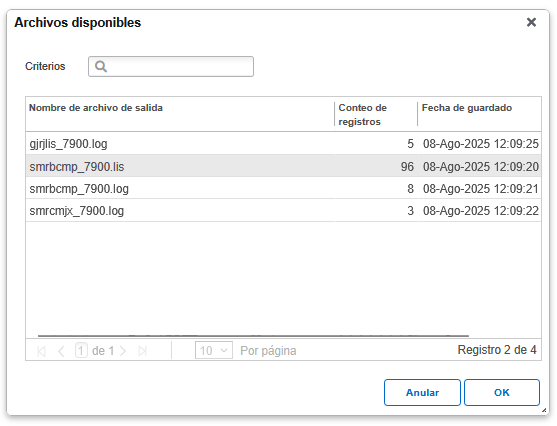 Archivos disponibles
Criterios
Nombre de archivo de salida Conteo de registros Fecha de guardado
gjrjlis_7900.log 5 08-Ago-2025 12:09:25
smrbcmp_7900.lis 96 08-Ago-2025 12:09:20
smrbcmp_7900.log 8 08-Ago-2025 12:09:21
smrcmjx_7900.log 3 08-Ago-2025 12:09:22
1 de 1 10 Por página Registro 2 de 4
Anular OK